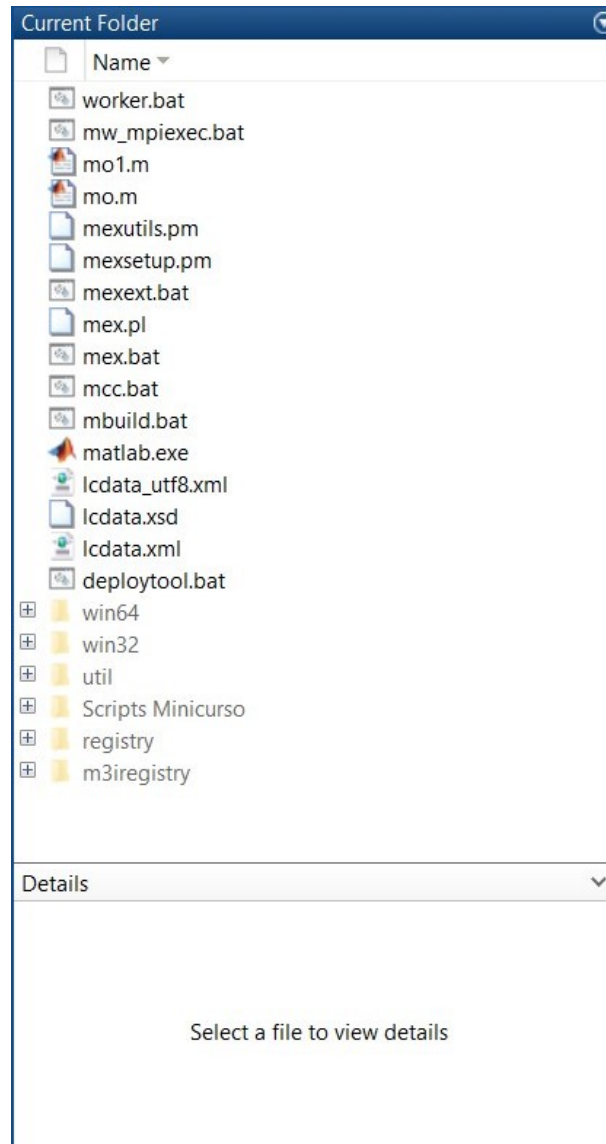 Current Folder
Name
worker.bat
mw_mpiexec.bat
mo1.m
mo.m
mexutils.pm
mexsetup.pm
mexext.bat
mex.pl
mex.bat
mcc.bat
mbuild.bat
matlab.exe
lcdata_utf8.xml
lcdata.xsd
lcdata.xml
deploytool.bat
win64
win32
util
Scripts Minicurso
registry
m3iregistry
Details
Select a file to view details